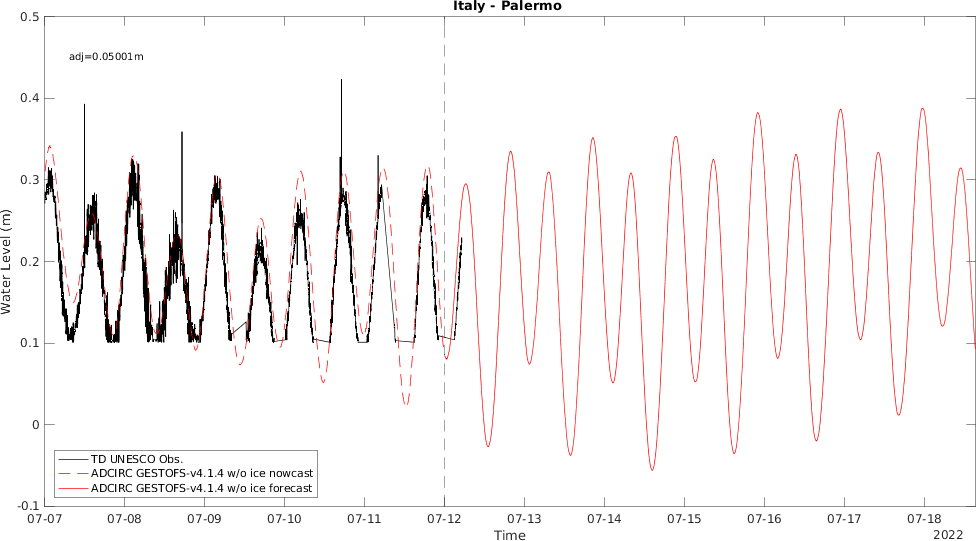 Italy - Palermo
0.5
adj=0.05001m
0.4
0.3
0.2
0.1
0
-0.1
Water Level (m)
TD UNESCO Obs.
ADCIRC GESTOFS-v4.1.4 w/o ice nowcast
ADCIRC GESTOFS-v4.1.4 w/o ice forecast
07-07 07-08 07-09 07-10 07-11 07-12 07-13 07-14 07-15 07-16 07-17 07-18
Time
2022